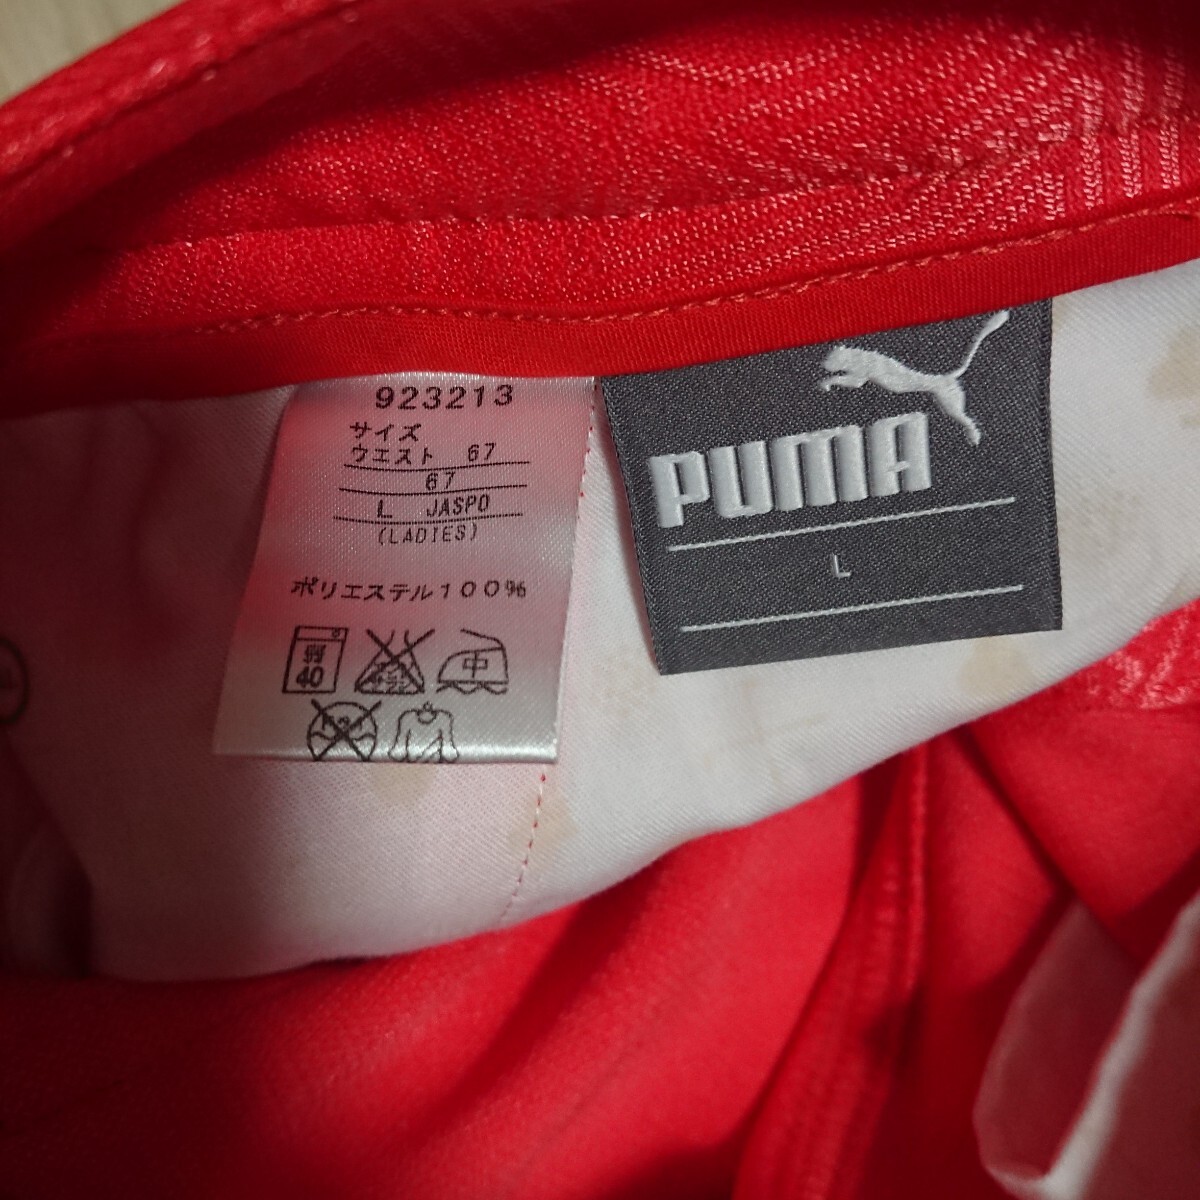 923213
サイズ
ウエスト 67
67
L JASPO
(LADIES)
ポリエステル100%
40
中
PUMA
L